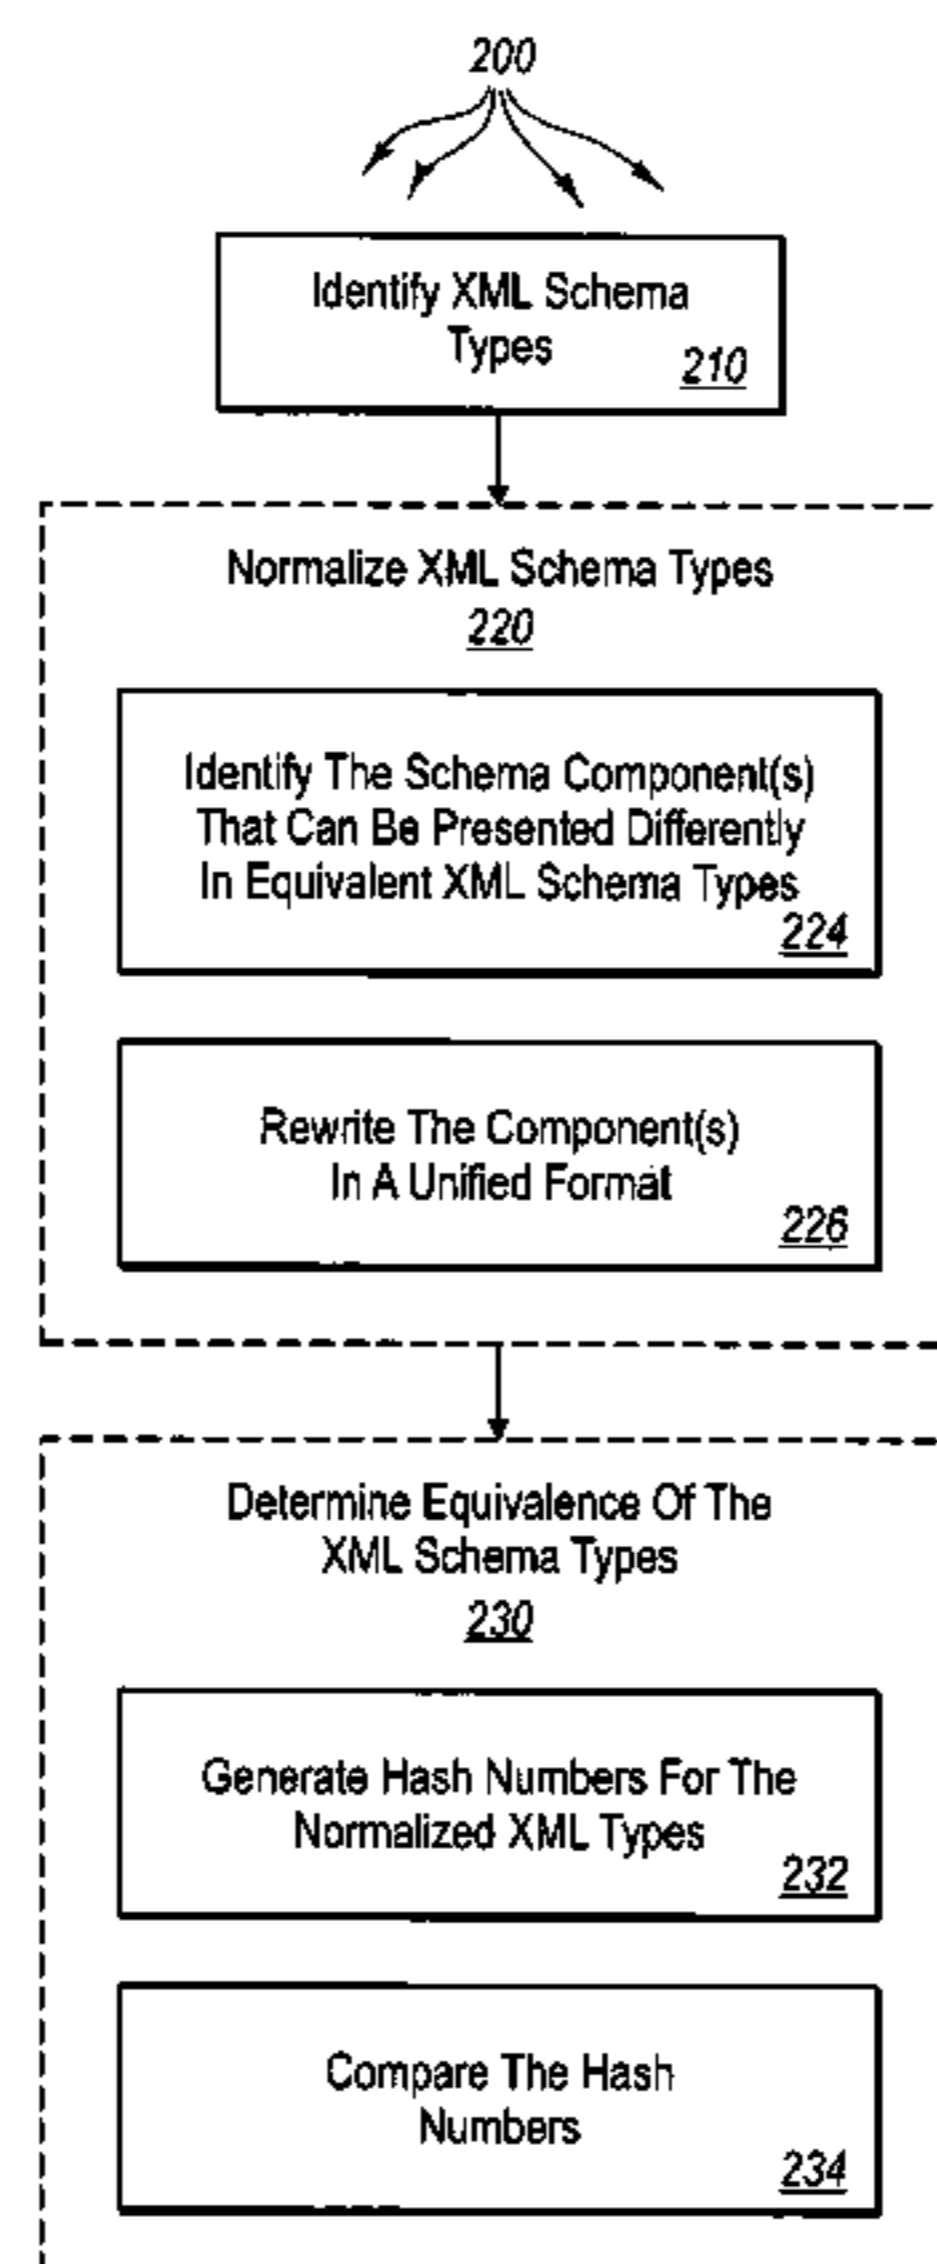 200
Identify XML Schema
Types
210
Normalize XML Schema Types
220
Identify The Schema Component(s)
That Can Be Presented Differently
In Equivalent XML Schema Types
224
Rewrite The Component(s)
In A Unified Format
226
Determine Equivalence Of The
XML Schema Types
230
Generate Hash Numbers For The
Normalized XML Types
232
Compare The Hash
Numbers
234